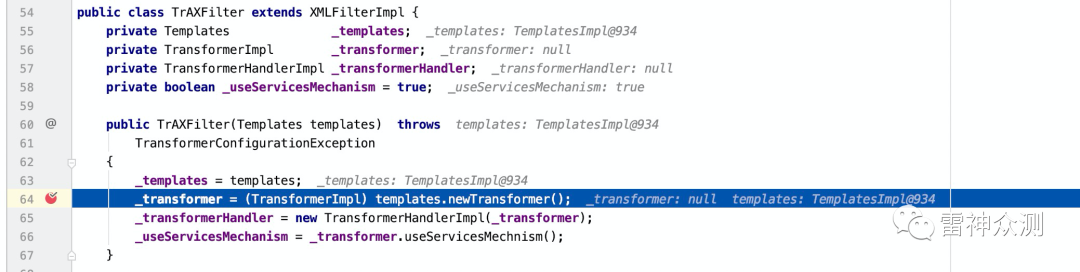 54 public class TrAXFilter extends XMLFilterImpl {
55 private Templates _templates; _templates: TemplatesImpl@934
56 private TransformerImpl _transformer; _transformer: null
57 private TransformerHandlerImpl _transformerHandler; _transformerHandler: null
58 private boolean _useServicesMechanism = true; _useServicesMechanism: true
59
60 @ public TrAXFilter(Templates templates) throws templates: TemplatesImpl@934
61 TransformerConfigurationException
62 {
63 _templates = templates; _templates: TemplatesImpl@934
64 _transformer = (TransformerImpl) templates.newTransformer(); _transformer: null templates: TemplatesImpl@934
65 _transformerHandler = new TransformerHandlerImpl(_transformer);
66 _useServicesMechanism = _transformer.useServicesMechnism();
67 }
雷神众测